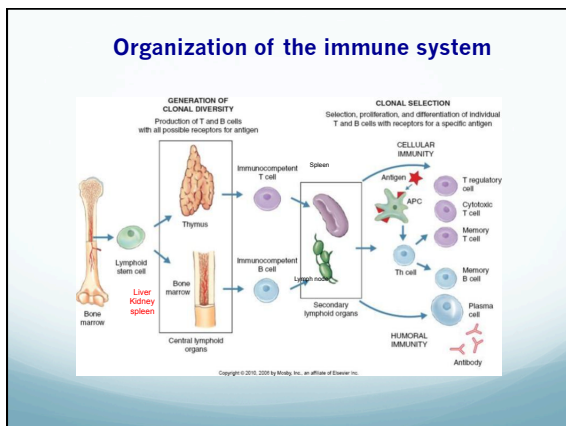 Organization of the immune system
GENERATION OF
CLONAL DIVERSITY
Production of T and B cells
with all possible receptors for antigen
CLONAL SELECTION
Selection, proliferation, and differentiation of individual
T and B cells with receptors for a specific antigen
Bone
marrow
Lymphoid
stem cell
Liver
Kidney
spleen
Thymus
Bone
marrow
Central lymphoid
organs
Immunocompetent
T cell
Immunocompetent
B cell
Spleen
Lymph node
Secondary
lymphoid organs
CELLULAR
IMMUNITY
Antigen
APC
Th cell
T regulatory
cell
Cytotoxic
T cell
Memory
T cell
Memory
B cell
Plasma
cell
HUMORAL
IMMUNITY
Antibody
Copyright © 2010, 2006 by Mosby, Inc., an affiliate of Elsevier Inc.